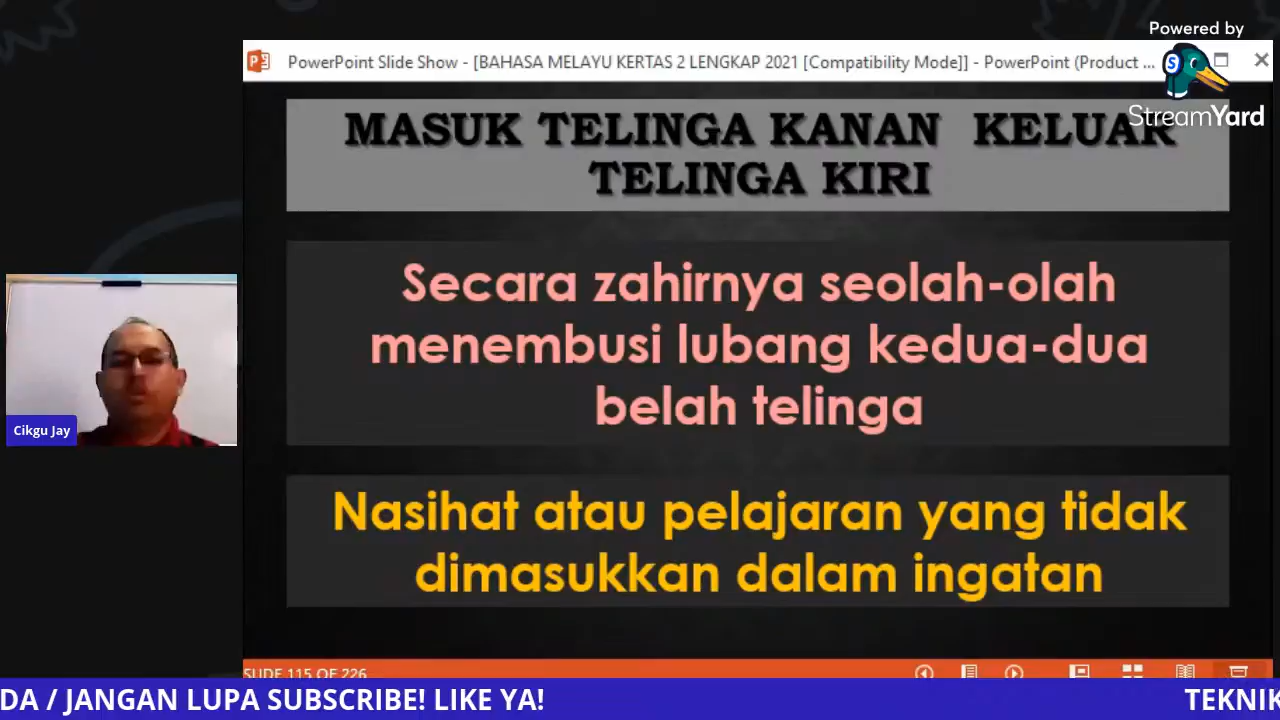 Powered by
PowerPoint Slide Show - [BAHASA MELAYU KERTAS 2 LENGKAP 2021 [Compatibility Mode]] - PowerPoint (Product ...
StreamYard
MASUK TELINGA KANAN KELUAR
TELINGA KIRI
Secara zahirnya seolah-olah
menembusi lubang kedua-dua
belah telinga
Cikgu Jay
Nasihat atau pelajaran yang tidak
dimasukkan dalam ingatan
SLIDE 115 OF 226
DA / JANGAN LUPA SUBSCRIBE! LIKE YA! TEKNIK